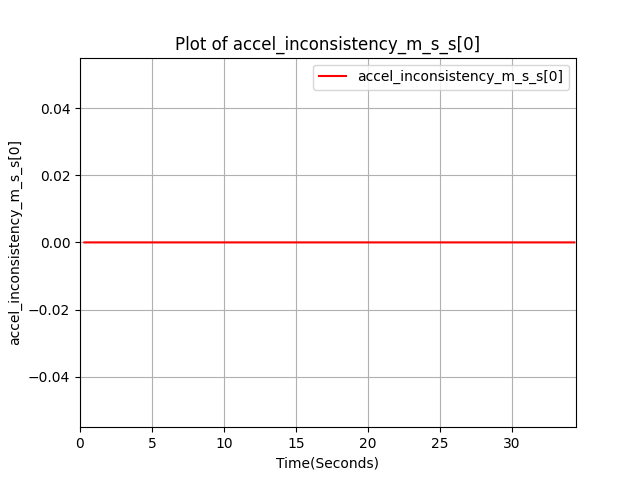 Plot of accel_inconsistency_m_s_s[0]
accel_inconsistency_m_s_s[0]
accel_inconsistency_m_s_s[0]
0.04
0.02
0.00
−0.02
−0.04
0 5 10 15 20 25 30
Time(Seconds)